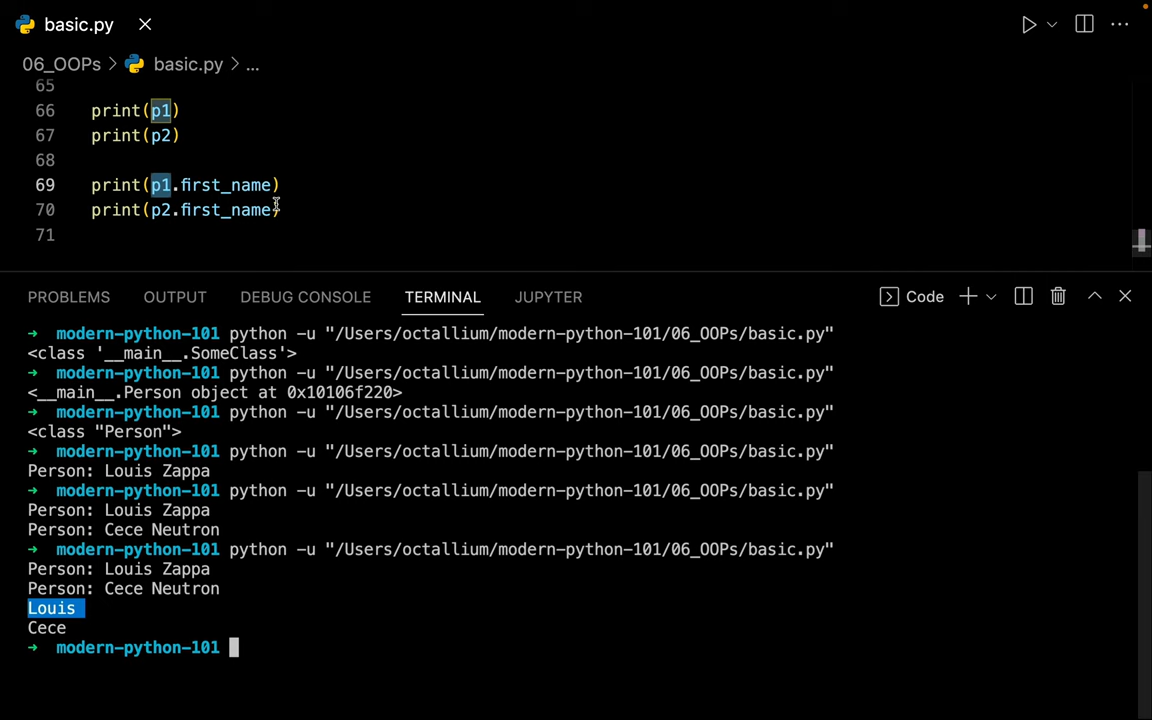 basic.py
06_OOPs > basic.py > ...
65
66 print(p1)
67 print(p2)
68
69 print(p1.first_name)
70 print(p2.first_name)
71
PROBLEMS OUTPUT DEBUG CONSOLE TERMINAL JUPYTER Code
→ modern-python-101 python -u "/Users/octallium/modern-python-101/06_OOPs/basic.py"
<class '__main__.SomeClass'>
→ modern-python-101 python -u "/Users/octallium/modern-python-101/06_OOPs/basic.py"
<__main__.Person object at 0x10106f220>
→ modern-python-101 python -u "/Users/octallium/modern-python-101/06_OOPs/basic.py"
<class "Person">
→ modern-python-101 python -u "/Users/octallium/modern-python-101/06_OOPs/basic.py"
Person: Louis Zappa
→ modern-python-101 python -u "/Users/octallium/modern-python-101/06_OOPs/basic.py"
Person: Louis Zappa
Person: Cece Neutron
→ modern-python-101 python -u "/Users/octallium/modern-python-101/06_OOPs/basic.py"
Person: Louis Zappa
Person: Cece Neutron
Louis
Cece
→ modern-python-101